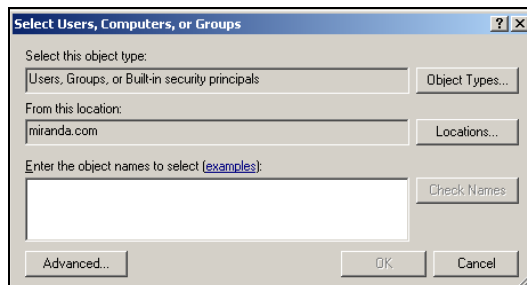 Select Users, Computers, or Groups
Select this object type:
Users, Groups, or Built-in security principals
Object Types...
From this location:
miranda.com
Locations...
Enter the object names to select (examples):
Check Names
Advanced...
OK
Cancel